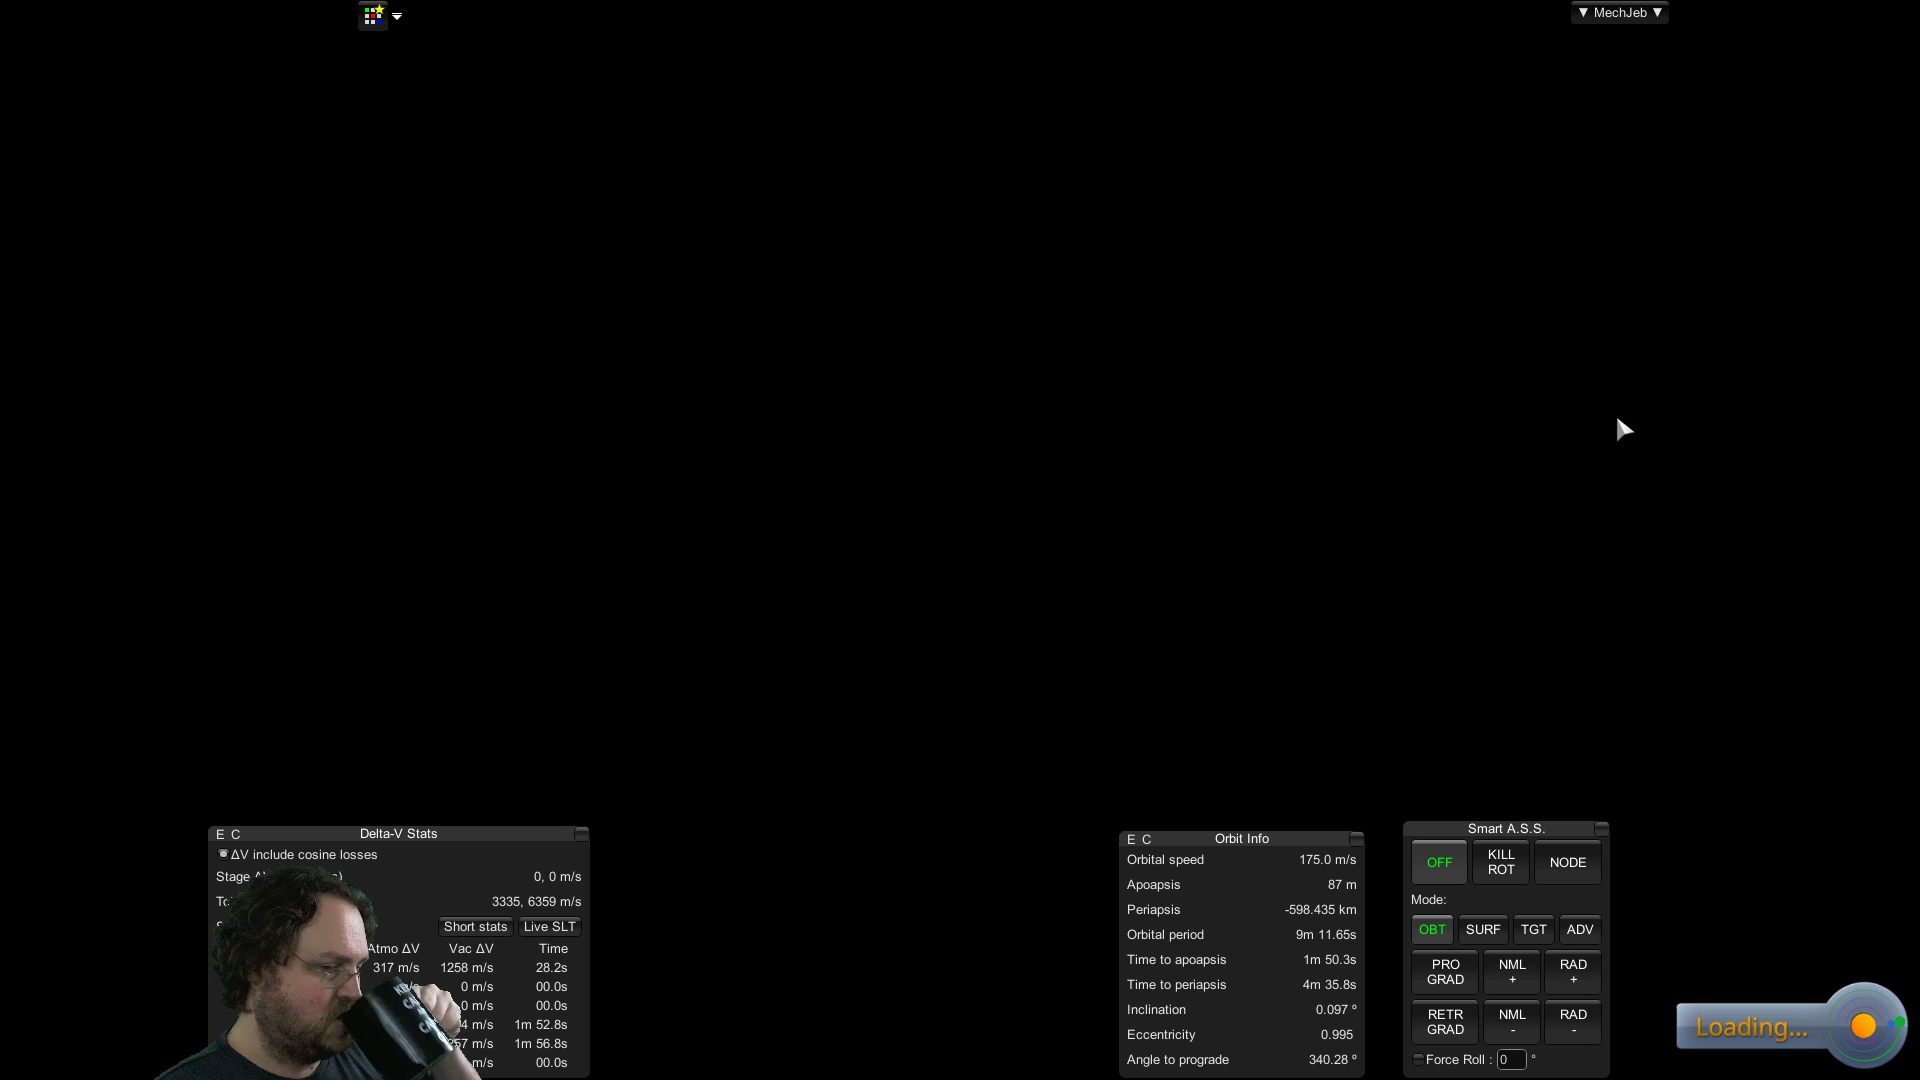 ▼ MechJeb ▼
E C Delta-V Stats
ΔV include cosine losses
Stage 0, 0 m/s
3335, 6359 m/s
Short stats Live SLT
Atmo ΔV Vac ΔV Time
317 m/s 1258 m/s 28.2s
0 m/s 00.0s
0 m/s 00.0s
m/s 1m 52.8s
m/s 1m 56.8s
m/s 00.0s
E C Orbit Info
Orbital speed 175.0 m/s
Apoapsis 87 m
Periapsis -598.435 km
Orbital period 9m 11.65s
Time to apoapsis 1m 50.3s
Time to periapsis 4m 35.8s
Inclination 0.097 º
Eccentricity 0.995
Angle to prograde 340.28 º
Smart A.S.S.
OFF KILL ROT NODE
Mode:
OBT SURF TGT ADV
PRO GRAD NML + RAD +
RETR GRAD NML - RAD -
Force Roll : 0 °
Loading...